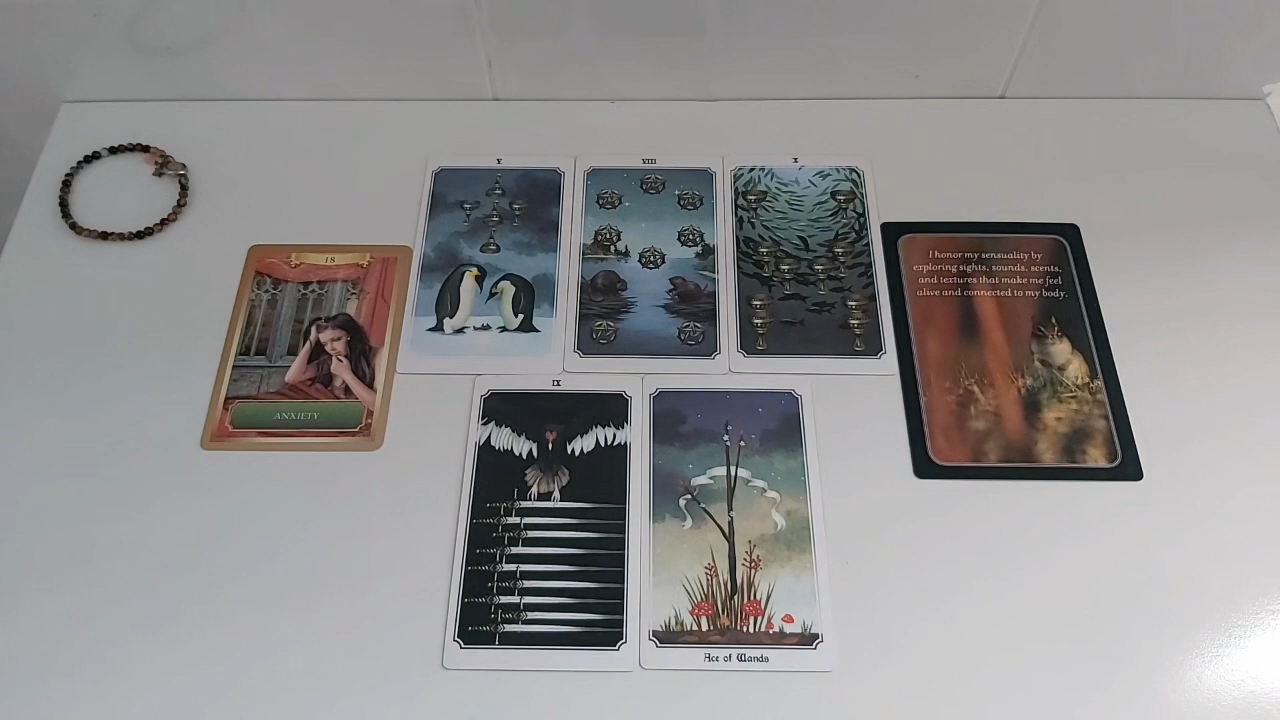 V
VIII
X
18
ANXIETY
I honor my sensuality by
exploring sights, sounds, scents,
and textures that make me feel
alive and connected to my body.
IX
Ace of Wands